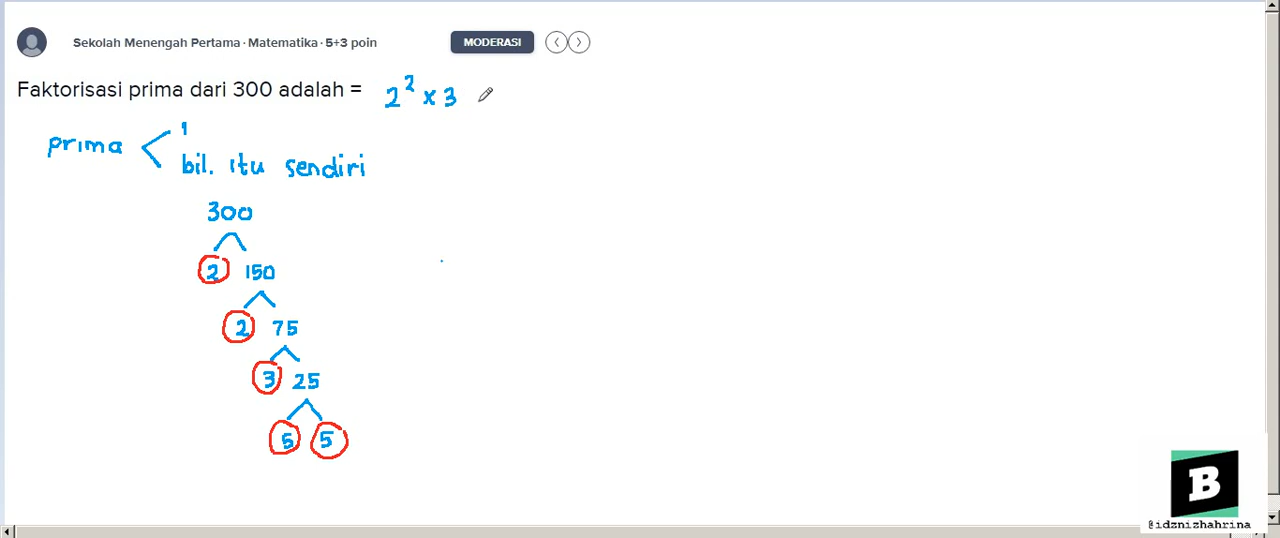 Sekolah Menengah Pertama · Matematika · 5+3 poin
MODERASI
Faktorisasi prima dari 300 adalah = 2² × 3
prima < 1
bil. itu sendiri
300
2 150
2 75
3 25
5 5
B
@idznizhahrina